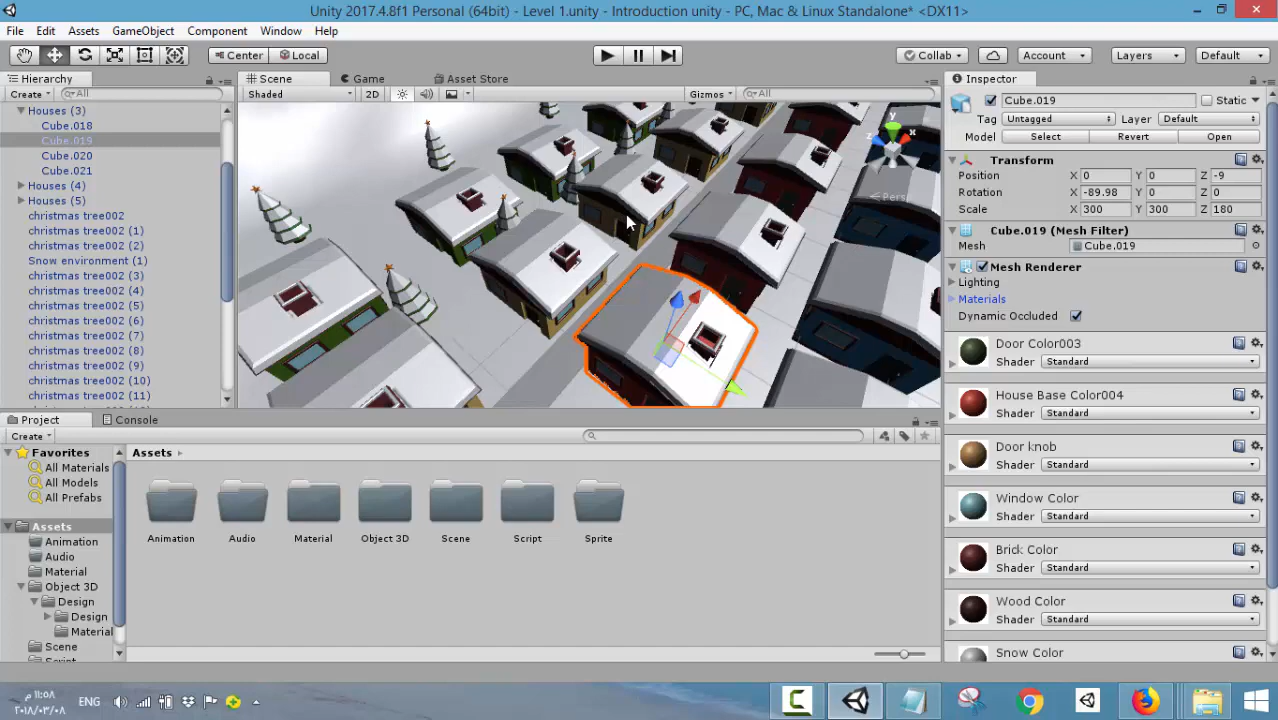 Unity 2017.4.8f1 Personal (64bit) - Level 1.unity - Introduction unity - PC, Mac & Linux Standalone* <DX11>
File Edit Assets GameObject Component Window Help
Center Local Collab Account Layers Default
Hierarchy
Create All
Houses (3)
Cube.018
Cube.019
Cube.020
Cube.021
Houses (4)
Houses (5)
christmas tree002
christmas tree002 (1)
christmas tree002 (2)
Snow environment (1)
christmas tree002 (3)
christmas tree002 (4)
christmas tree002 (5)
christmas tree002 (6)
christmas tree002 (7)
christmas tree002 (8)
christmas tree002 (9)
christmas tree002 (10)
christmas tree002 (11)
Scene Game Asset Store
Shaded 2D Gizmos All
y
x
z
Persp
Inspector
Cube.019 Static
Tag Untagged Layer Default
Model Select Revert Open
Transform
Position X 0 Y 0 Z -9
Rotation X -89.98 Y 0 Z 0
Scale X 300 Y 300 Z 180
Cube.019 (Mesh Filter)
Mesh Cube.019
Mesh Renderer
Lighting
Materials
Dynamic Occluded
Door Color003
Shader Standard
House Base Color004
Shader Standard
Door knob
Shader Standard
Window Color
Shader Standard
Brick Color
Shader Standard
Wood Color
Shader Standard
Snow Color
Shader Standard
Project Console
Create
Favorites
All Materials
All Models
All Prefabs
Assets
Animation
Audio
Material
Object 3D
Design
Design
Material
Scene
Script
Assets
Animation Audio Material Object 3D Scene Script Sprite
ENG
١١:٥٨ م
٢٠١٨/٠٣/٠٨